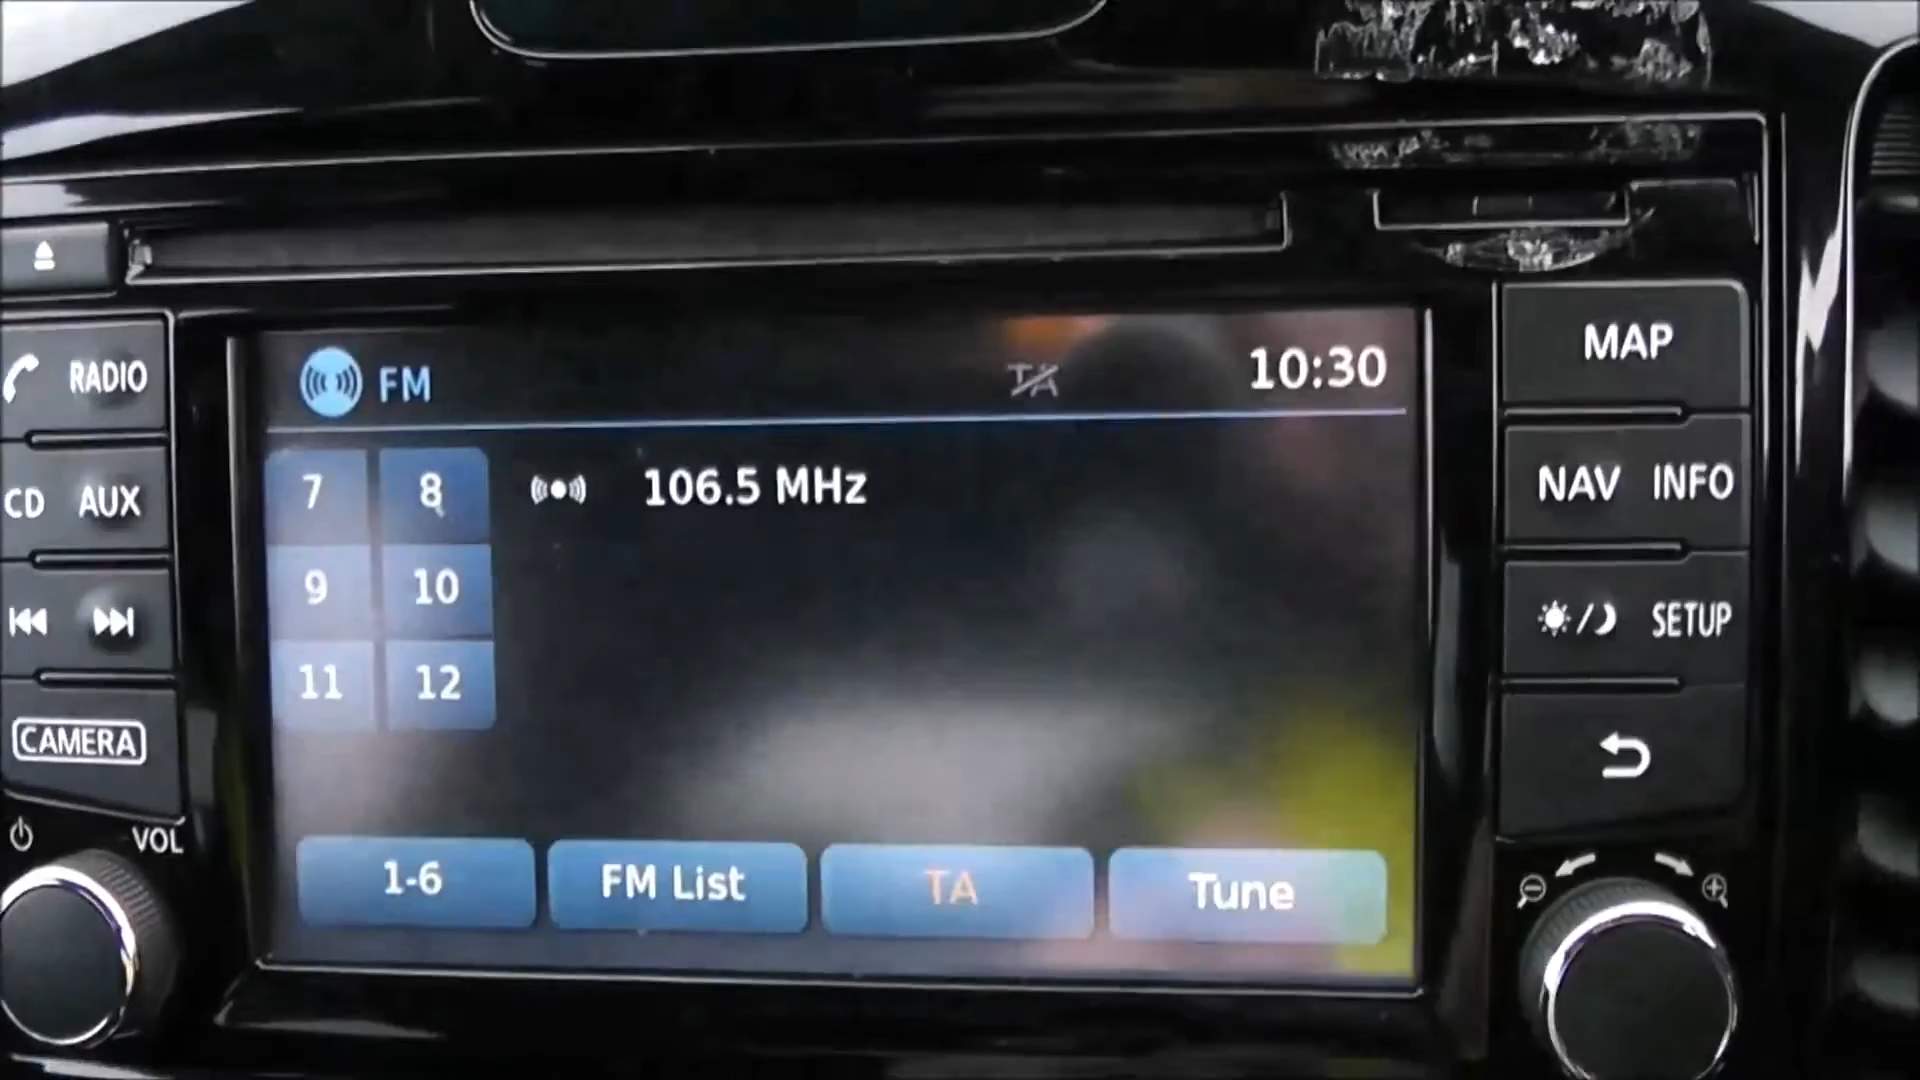 FM TA 10:30
7 8 106.5 MHz
9 10
11 12
1-6 FM List TA Tune
RADIO
CD AUX
CAMERA
VOL
MAP
NAV INFO
SETUP